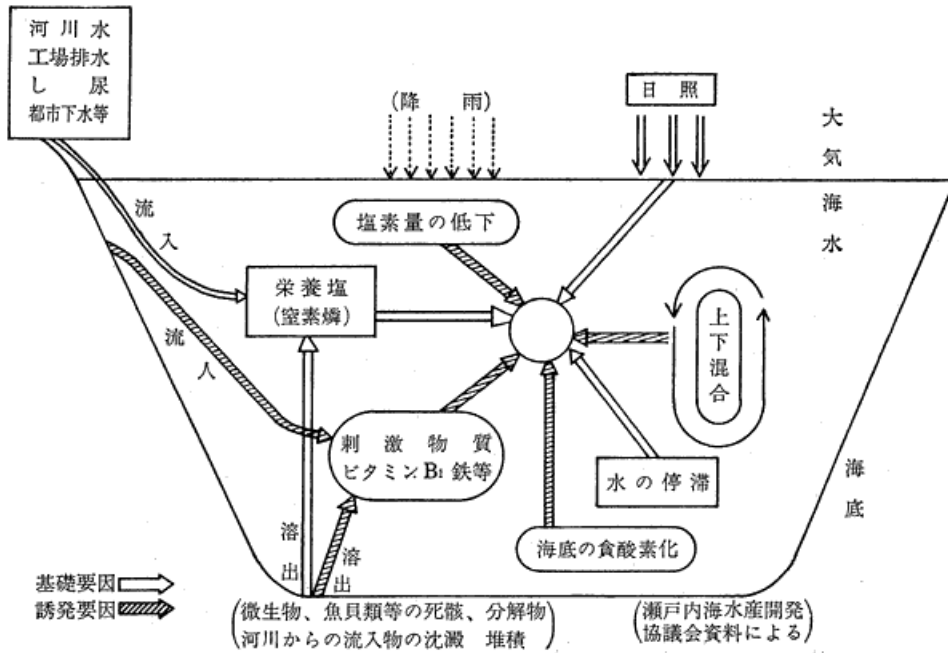 河川水
工場排水
し尿
都市下水等
(降雨)
日照
大気
海水
流入
塩素量の低下
栄養塩
(窒素燐)
流人
上下混合
刺激物質
ビタミンB₁鉄等
水の停滞
海底
溶出
溶出
海底の食酸素化
基礎要因
誘発要因
(微生物、魚貝類等の死骸、分解物
河川からの流入物の沈澱 堆積)
(瀬戸内海水産開発
協議会資料による)